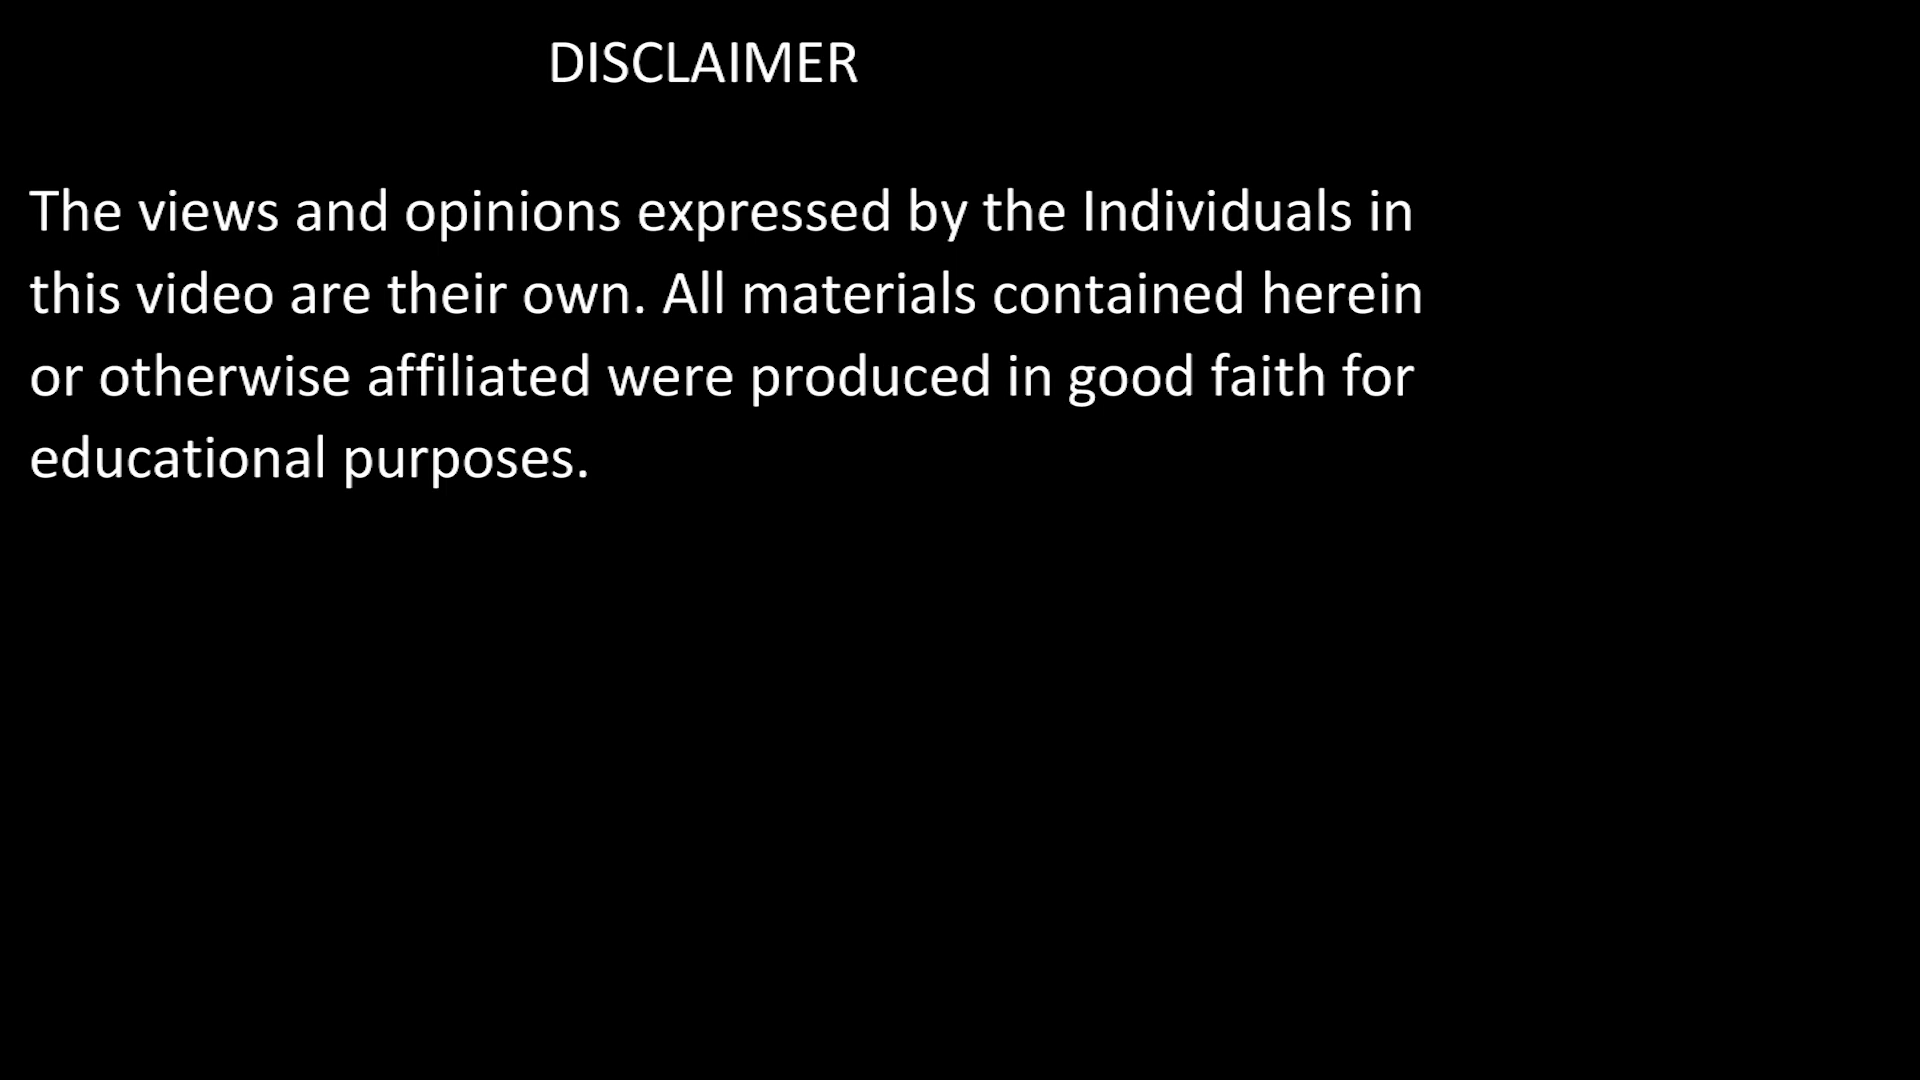 DISCLAIMER
The views and opinions expressed by the Individuals in
this video are their own. All materials contained herein
or otherwise affiliated were produced in good faith for
educational purposes.